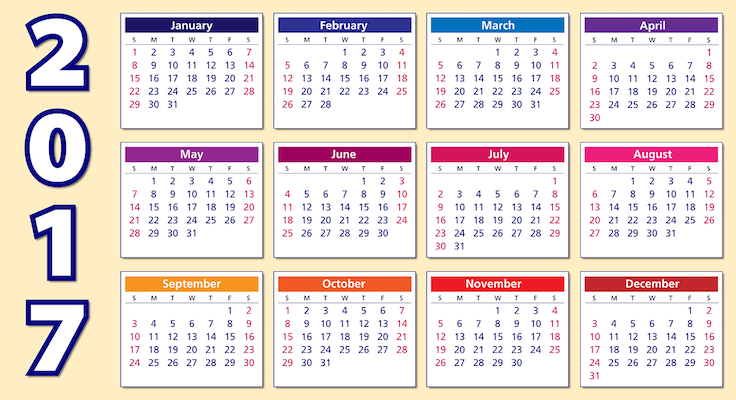 2017
January
S M T W T F S
1 2 3 4 5 6 7
8 9 10 11 12 13 14
15 16 17 18 19 20 21
22 23 24 25 26 27 28
29 30 31
February
S M T W T F S
1 2 3 4
5 6 7 8 9 10 11
12 13 14 15 16 17 18
19 20 21 22 23 24 25
26 27 28
March
S M T W T F S
1 2 3 4
5 6 7 8 9 10 11
12 13 14 15 16 17 18
19 20 21 22 23 24 25
26 27 28 29 30 31
April
S M T W T F S
1
2 3 4 5 6 7 8
9 10 11 12 13 14 15
16 17 18 19 20 21 22
23 24 25 26 27 28 29
30
May
S M T W T F S
1 2 3 4 5 6
7 8 9 10 11 12 13
14 15 16 17 18 19 20
21 22 23 24 25 26 27
28 29 30 31
June
S M T W T F S
1 2 3
4 5 6 7 8 9 10
11 12 13 14 15 16 17
18 19 20 21 22 23 24
25 26 27 28 29 30
July
S M T W T F S
1
2 3 4 5 6 7 8
9 10 11 12 13 14 15
16 17 18 19 20 21 22
23 24 25 26 27 28 29
30 31
August
S M T W T F S
1 2 3 4 5
6 7 8 9 10 11 12
13 14 15 16 17 18 19
20 21 22 23 24 25 26
27 28 29 30 31
September
S M T W T F S
1 2
3 4 5 6 7 8 9
10 11 12 13 14 15 16
17 18 19 20 21 22 23
24 25 26 27 28 29 30
October
S M T W T F S
1 2 3 4 5 6 7
8 9 10 11 12 13 14
15 16 17 18 19 20 21
22 23 24 25 26 27 28
29 30 31
November
S M T W T F S
1 2 3 4
5 6 7 8 9 10 11
12 13 14 15 16 17 18
19 20 21 22 23 24 25
26 27 28 29 30
December
S M T W T F S
1 2
3 4 5 6 7 8 9
10 11 12 13 14 15 16
17 18 19 20 21 22 23
24 25 26 27 28 29 30
31